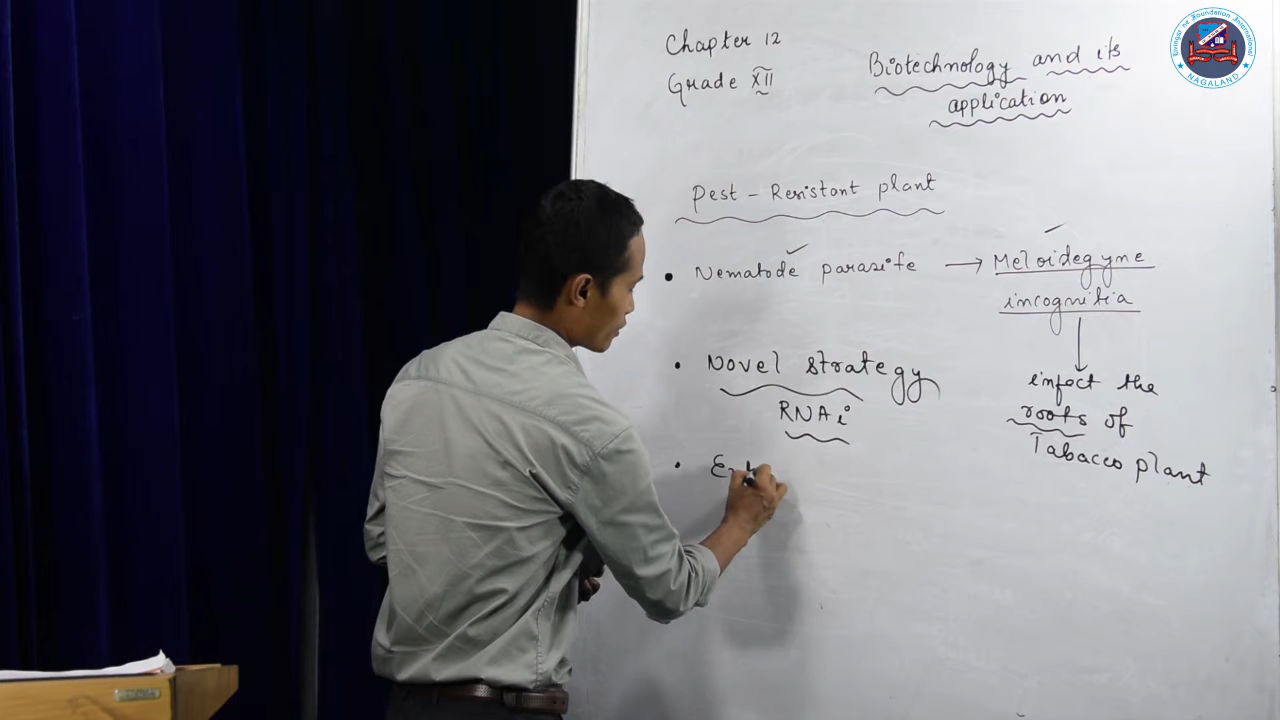 Chapter 12
Grade XII
Biotechnology and its
application
Pest - Resistant plant
• Nematode parasite → Meloidegyne
incognitia
infect the
roots of
Tabacco plant
• Novel strategy
RNAi
NAGALAND